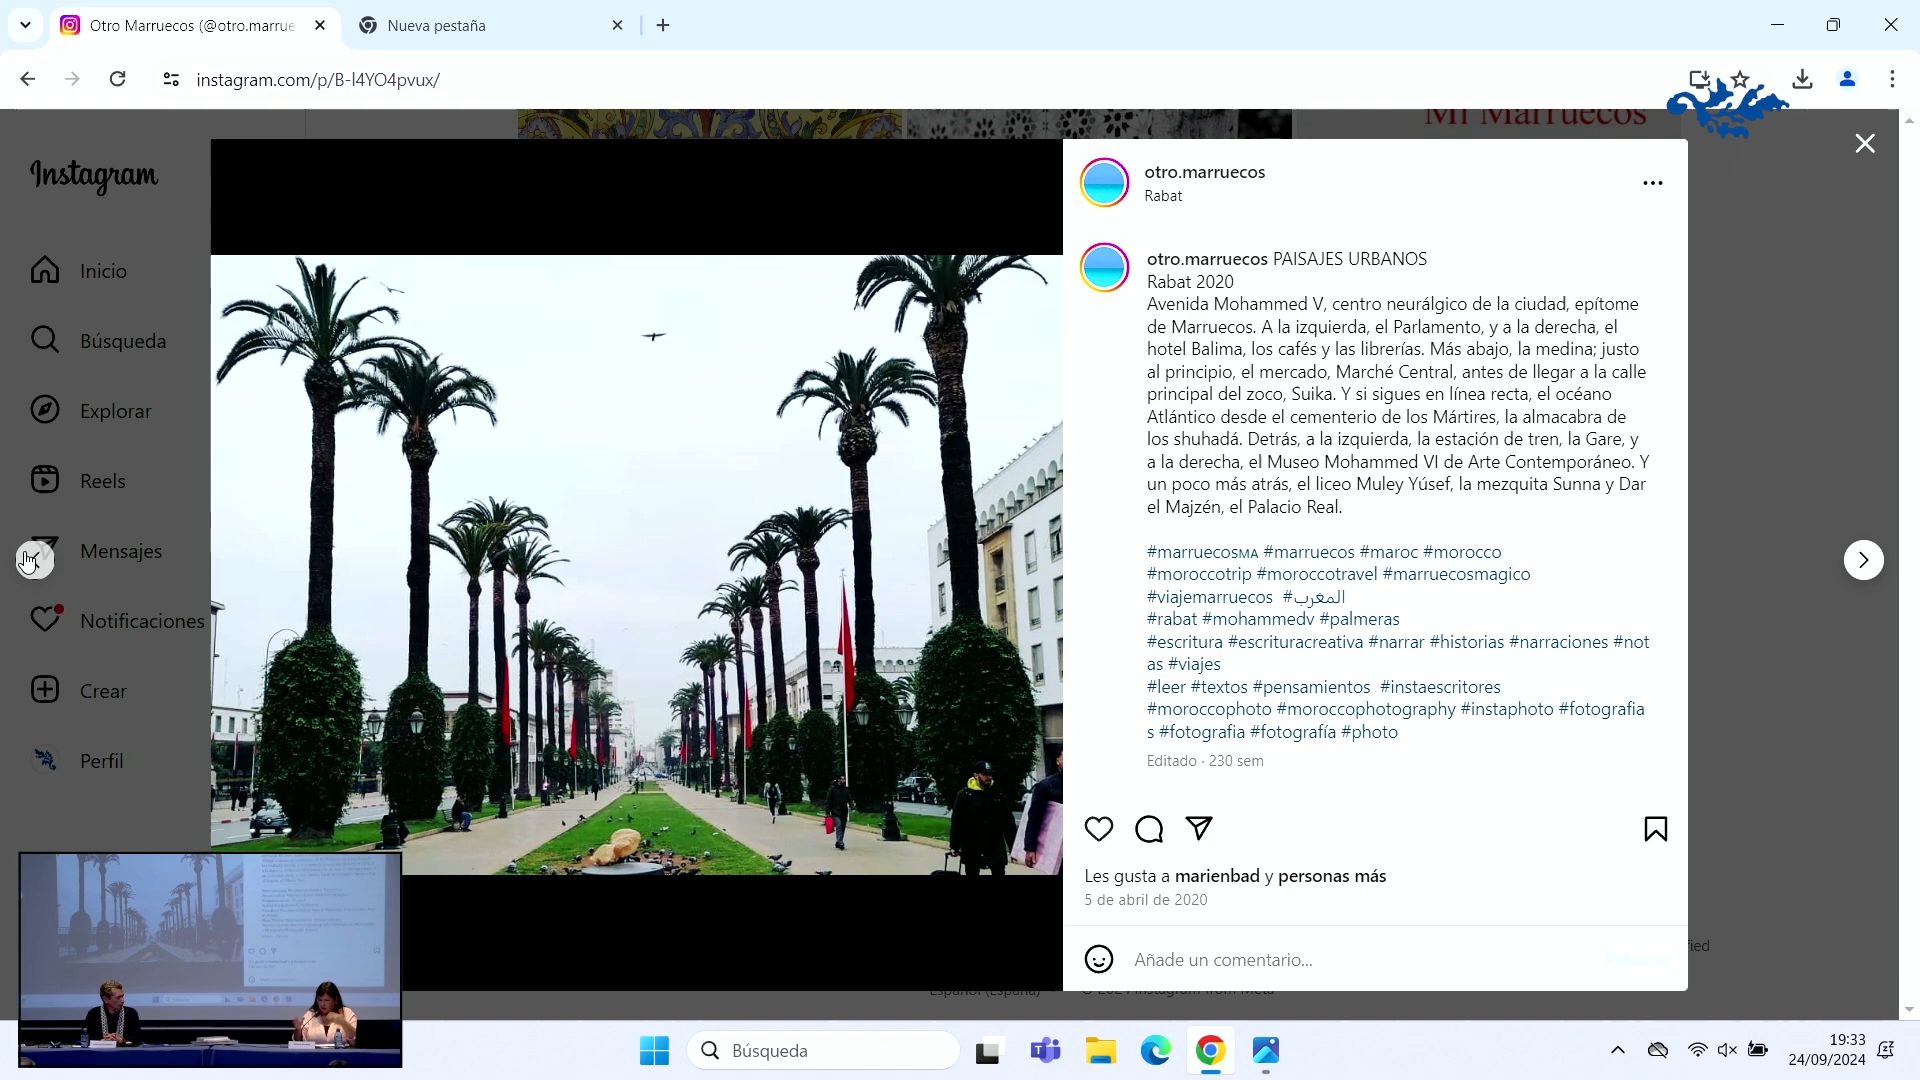 Otro Marruecos (@otro.marrue
Nueva pestaña
instagram.com/p/B-I4YO4pvux/
Mi Marruecos
Instagram
Inicio
Búsqueda
Explorar
Reels
Mensajes
Notificaciones
Crear
Perfil
otro.marruecos
Rabat
otro.marruecos PAISAJES URBANOS
Rabat 2020
Avenida Mohammed V, centro neurálgico de la ciudad, epítome
de Marruecos. A la izquierda, el Parlamento, y a la derecha, el
hotel Balima, los cafés y las librerías. Más abajo, la medina; justo
al principio, el mercado, Marché Central, antes de llegar a la calle
principal del zoco, Suika. Y si sigues en línea recta, el océano
Atlántico desde el cementerio de los Mártires, la almacabra de
los shuhadá. Detrás, a la izquierda, la estación de tren, la Gare, y
a la derecha, el Museo Mohammed VI de Arte Contemporáneo. Y
un poco más atrás, el liceo Muley Yúsef, la mezquita Sunna y Dar
el Majzén, el Palacio Real.
#marruecosᴍᴀ #marruecos #maroc #morocco
#moroccotrip #moroccotravel #marruecosmagico
#viajemarruecos #المغرب
#rabat #mohammedv #palmeras
#escritura #escrituracreativa #narrar #historias #narraciones #not
as #viajes
#leer #textos #pensamientos #instaescritores
#moroccophoto #moroccophotography #instaphoto #fotografia
s #fotografia #fotografía #photo
Editado · 230 sem
Les gusta a marienbad y personas más
5 de abril de 2020
Añade un comentario...
ified
Español (España)
Búsqueda
19:33
24/09/2024